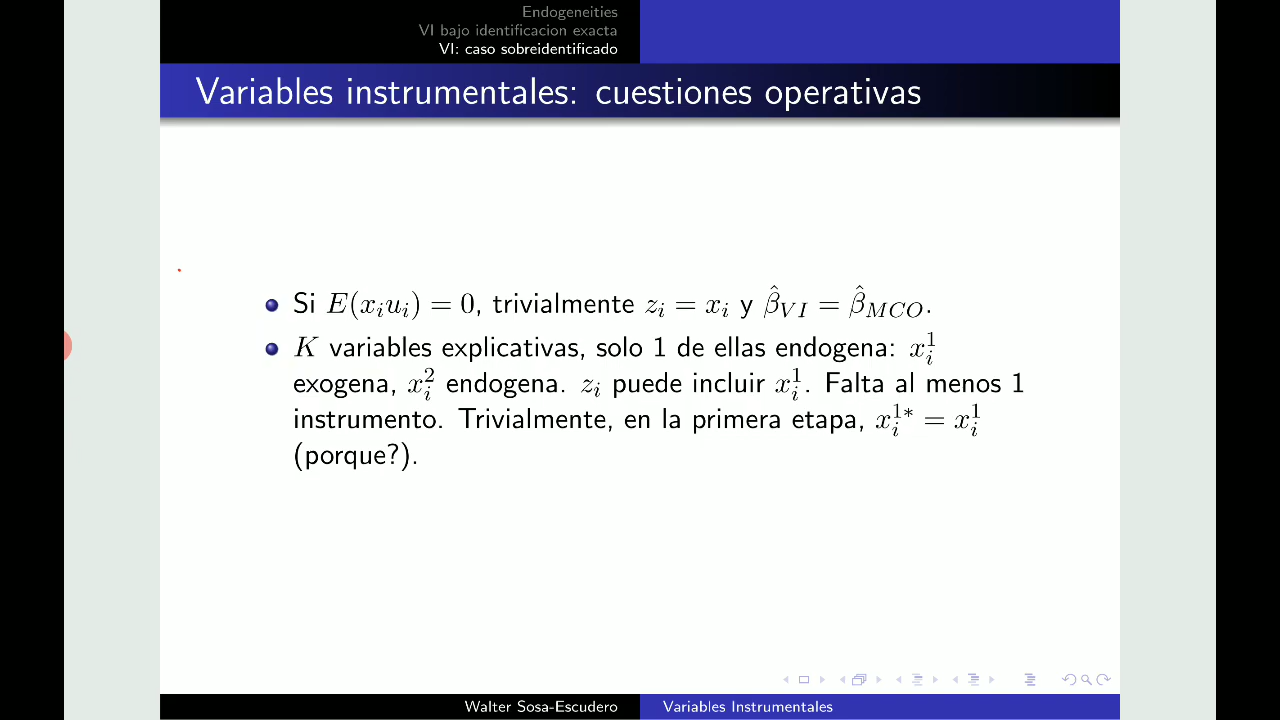 Endogeneities
VI bajo identificacion exacta
VI: caso sobreidentificado
Variables instrumentales: cuestiones operativas
Si E(x_i u_i) = 0, trivialmente z_i = x_i y β̂_VI = β̂_MCO.
K variables explicativas, solo 1 de ellas endogena: x_i^1
exogena, x_i^2 endogena. z_i puede incluir x_i^1. Falta al menos 1
instrumento. Trivialmente, en la primera etapa, x_i^1* = x_i^1
(porque?).
Walter Sosa-Escudero
Variables Instrumentales